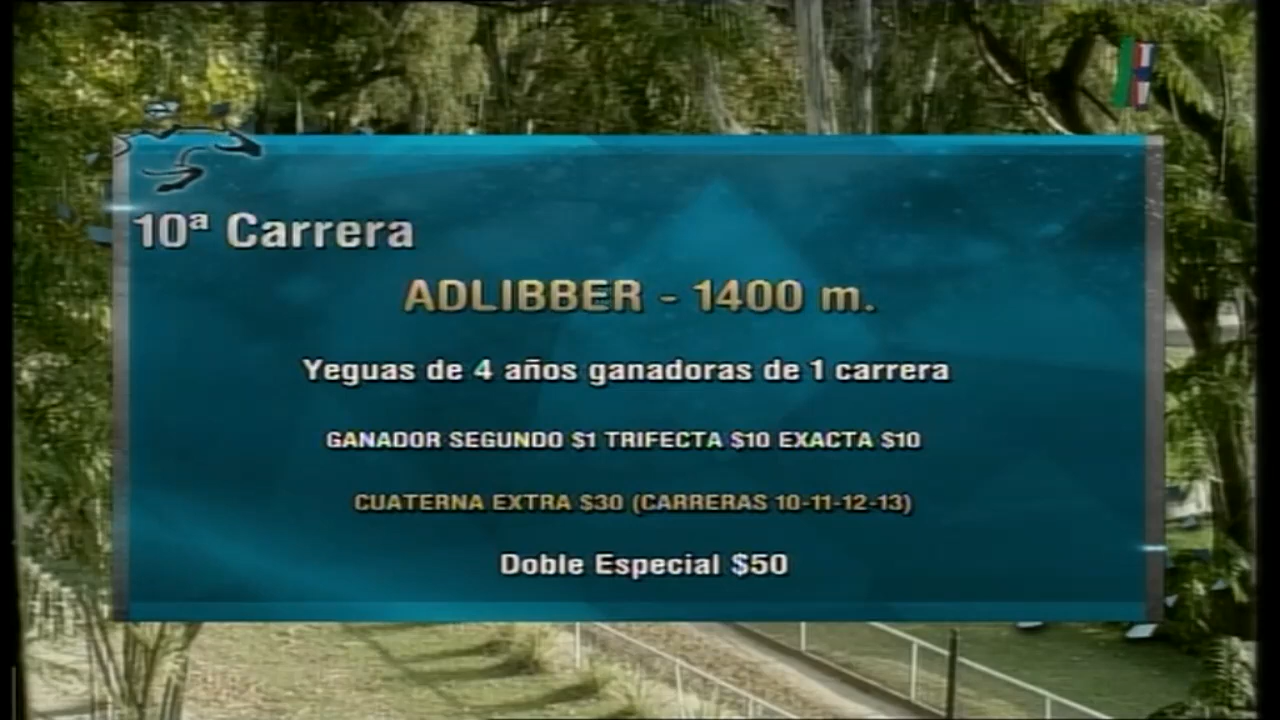 10ª Carrera
ADLIBBER - 1400 m.
Yeguas de 4 años ganadoras de 1 carrera
GANADOR SEGUNDO $1 TRIFECTA $10 EXACTA $10
CUATERNA EXTRA $30 (CARRERAS 10-11-12-13)
Doble Especial $50